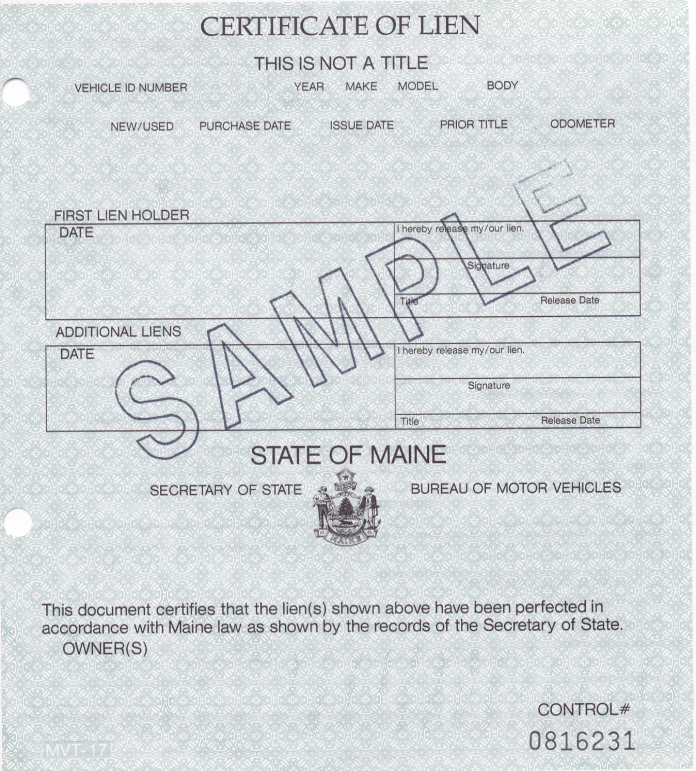 CERTIFICATE OF LIEN
THIS IS NOT A TITLE
VEHICLE ID NUMBER YEAR MAKE MODEL BODY
NEW/USED PURCHASE DATE ISSUE DATE PRIOR TITLE ODOMETER
FIRST LIEN HOLDER
DATE I hereby release my/our lien.
Signature
Title Release Date
SAMPLE
ADDITIONAL LIENS
DATE I hereby release my/our lien.
Signature
Title Release Date
STATE OF MAINE
SECRETARY OF STATE BUREAU OF MOTOR VEHICLES
MAINE
This document certifies that the lien(s) shown above have been perfected in
accordance with Maine law as shown by the records of the Secretary of State.
OWNER(S)
CONTROL#
MVT-17 0816231